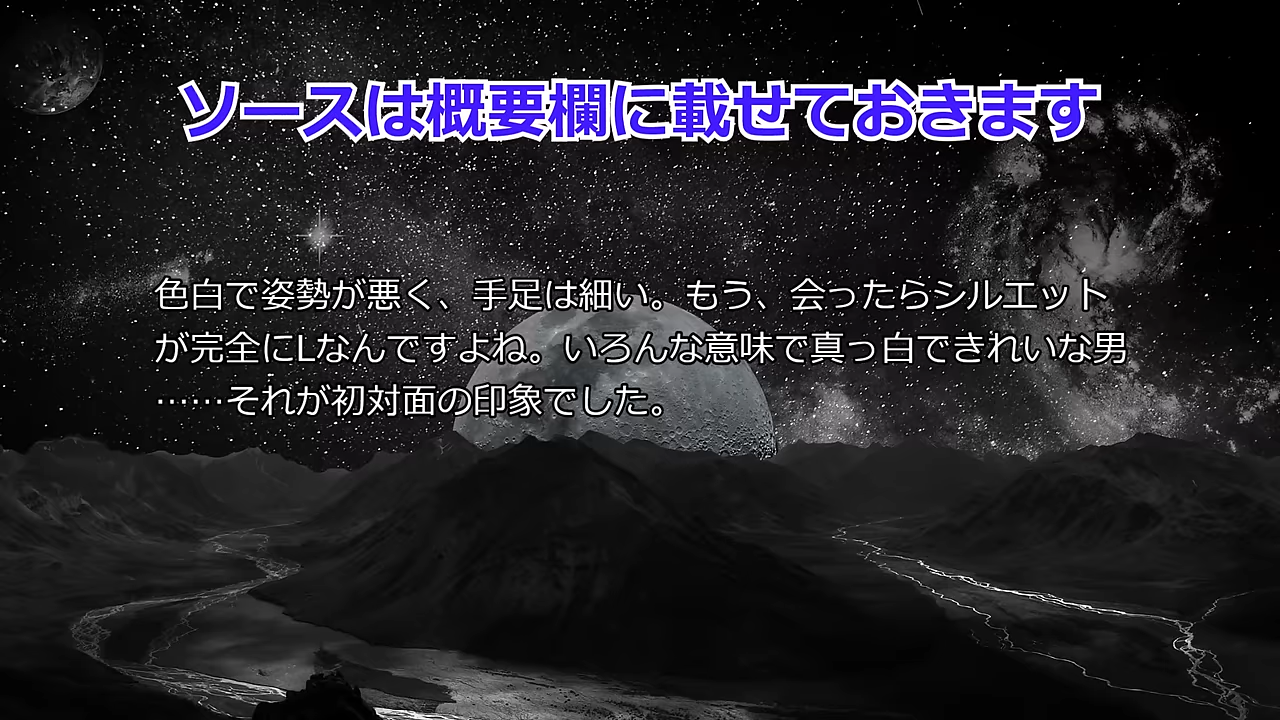 ソースは概要欄に載せておきます
色白で姿勢が悪く、手足は細い。もう、会ったらシルエット
が完全にLなんですよね。いろんな意味で真っ白できれいな男
……それが初対面の印象でした。